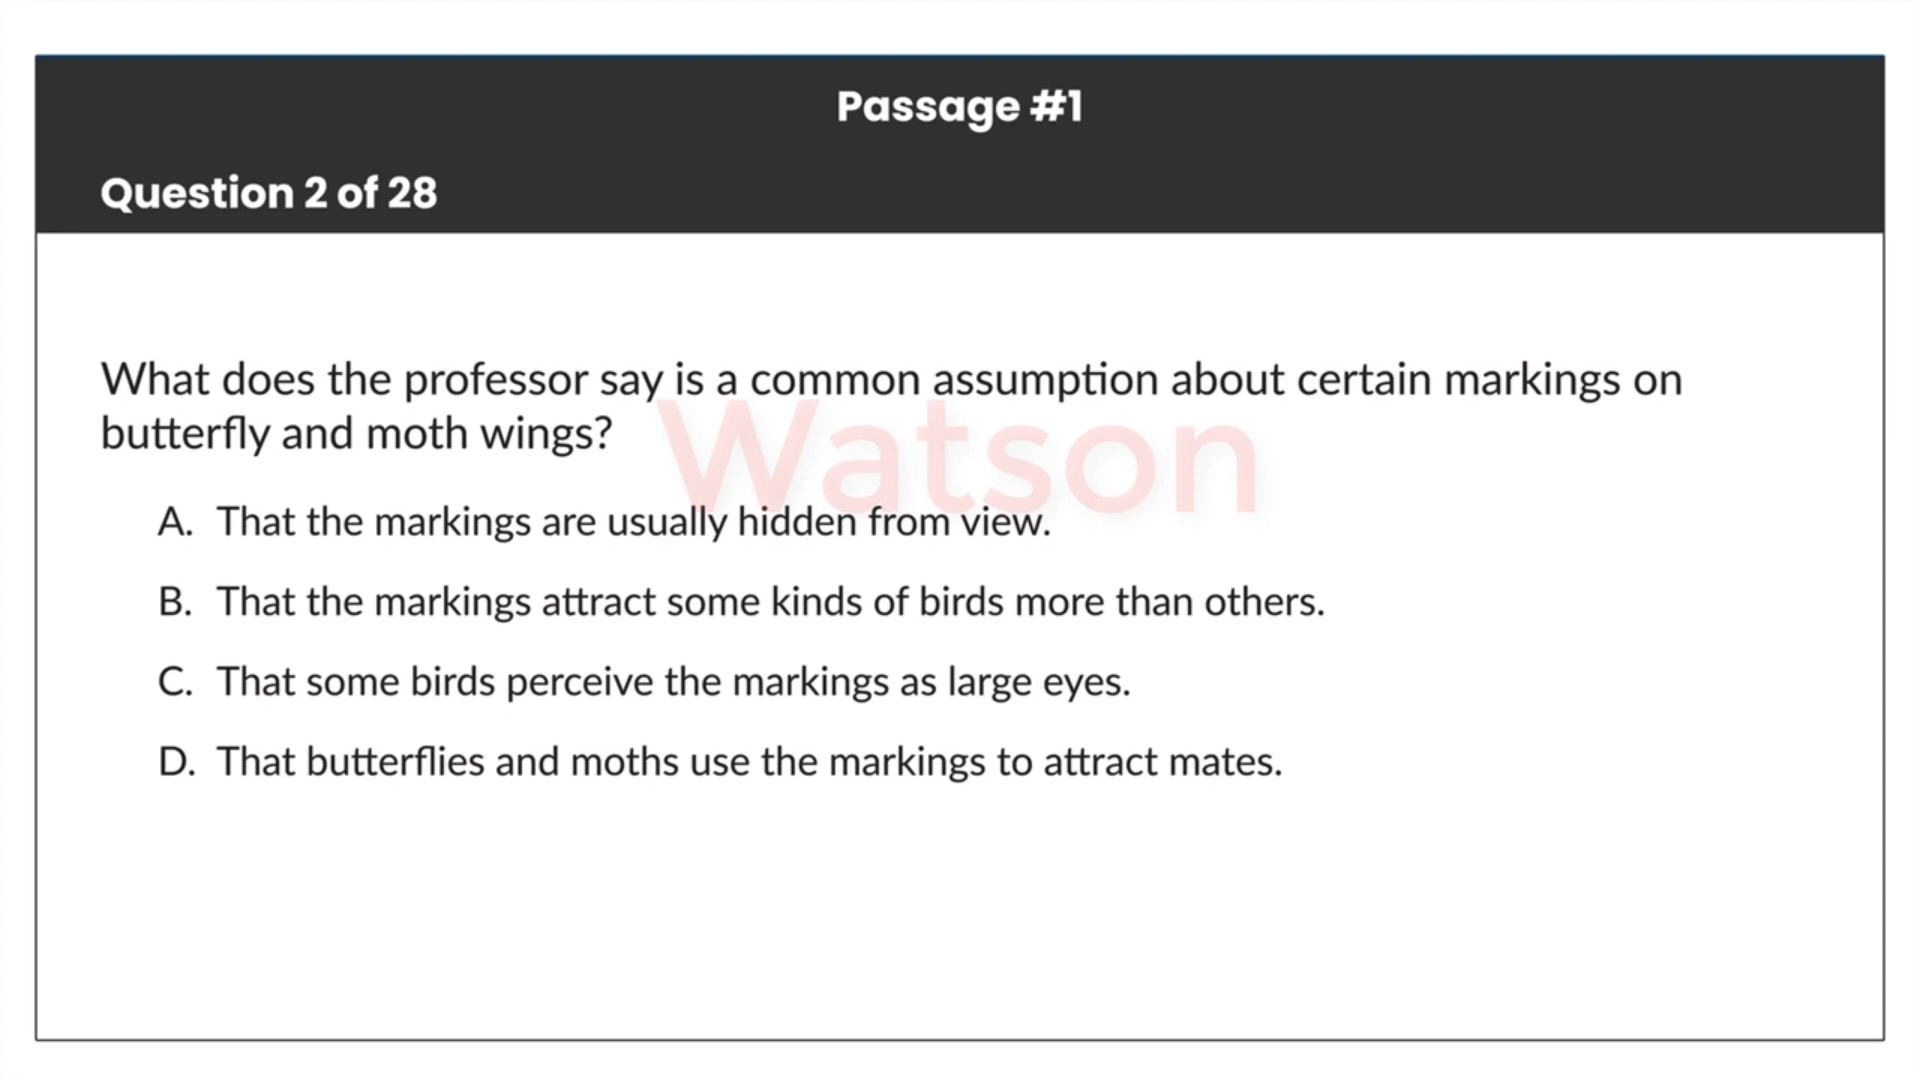 Passage #1
Question 2 of 28
What does the professor say is a common assumption about certain markings on
butterfly and moth wings?
Watson
A. That the markings are usually hidden from view.
B. That the markings attract some kinds of birds more than others.
C. That some birds perceive the markings as large eyes.
D. That butterflies and moths use the markings to attract mates.